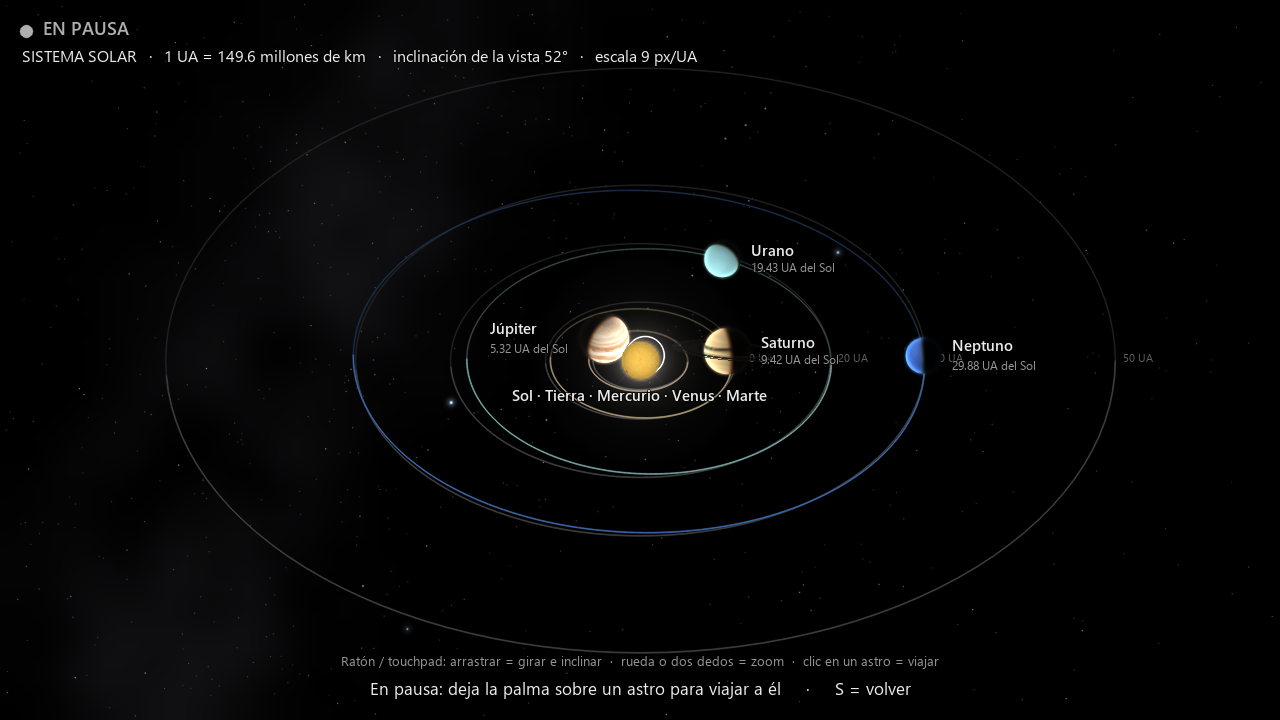 EN PAUSA
SISTEMA SOLAR · 1 UA = 149.6 millones de km · inclinación de la vista 52° · escala 9 px/UA
Urano
19.43 UA del Sol
Júpiter
5.32 UA del Sol
Saturno
9.42 UA del Sol
20 UA
Neptuno
29.88 UA del Sol
50 UA
Sol · Tierra · Mercurio · Venus · Marte
Ratón / touchpad: arrastrar = girar e inclinar · rueda o dos dedos = zoom · clic en un astro = viajar
En pausa: deja la palma sobre un astro para viajar a él · S = volver